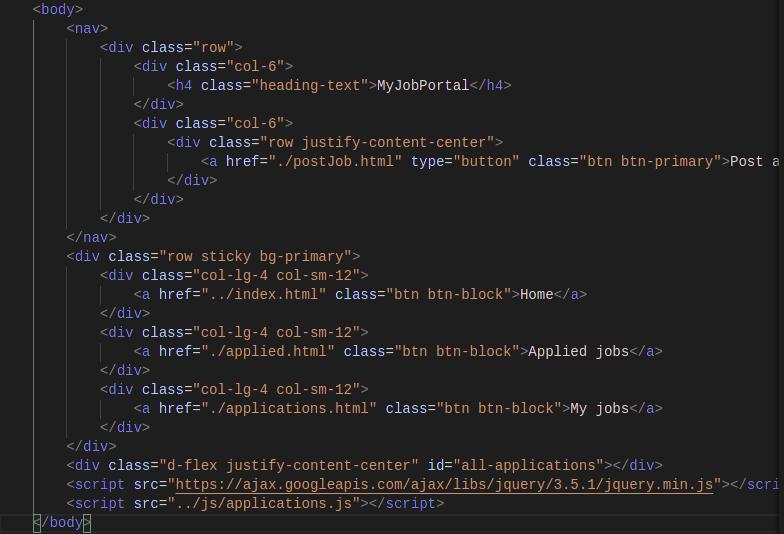 <body>
<nav>
<div class="row">
<div class="col-6">
<h4 class="heading-text">MyJobPortal</h4>
</div>
<div class="col-6">
<div class="row justify-content-center">
<a href="./postJob.html" type="button" class="btn btn-primary">Post a
</div>
</div>
</div>
</nav>
<div class="row sticky bg-primary">
<div class="col-lg-4 col-sm-12">
<a href="../index.html" class="btn btn-block">Home</a>
</div>
<div class="col-lg-4 col-sm-12">
<a href="./applied.html" class="btn btn-block">Applied jobs</a>
</div>
<div class="col-lg-4 col-sm-12">
<a href="./applications.html" class="btn btn-block">My jobs</a>
</div>
</div>
<div class="d-flex justify-content-center" id="all-applications"></div>
<script src="https://ajax.googleapis.com/ajax/libs/jquery/3.5.1/jquery.min.js"></scri
<script src="../js/applications.js"></script>
</body>